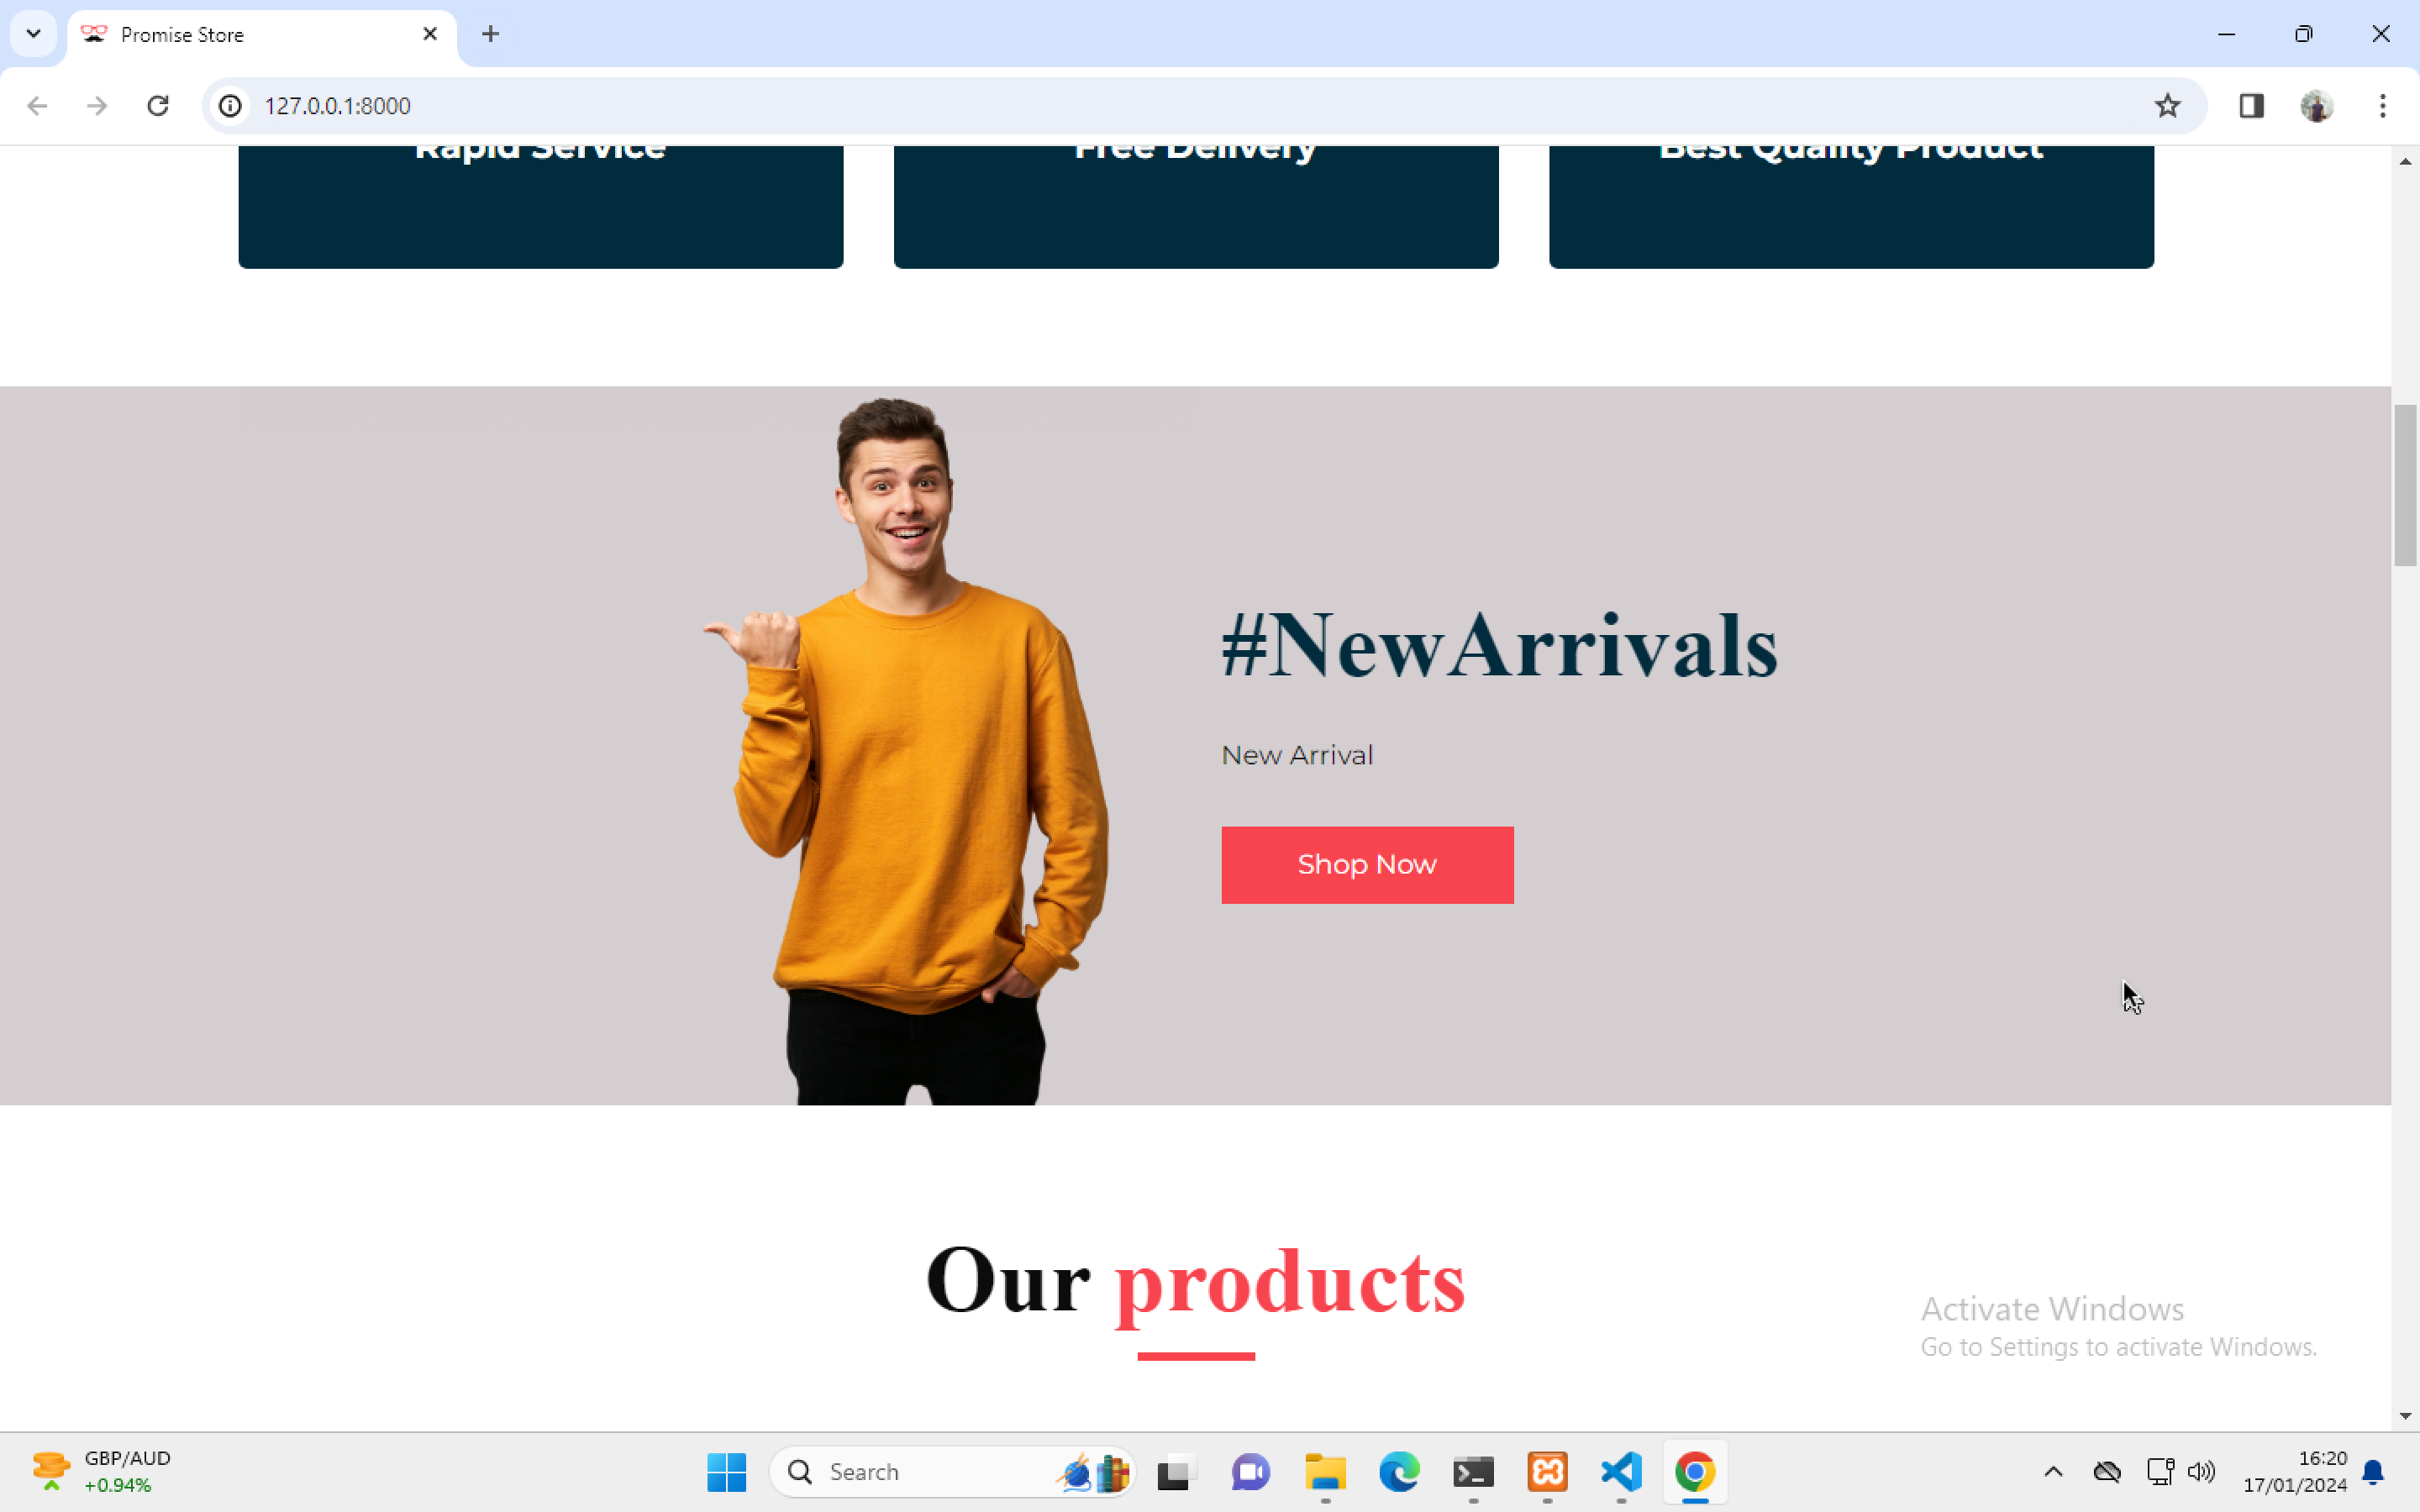 Promise Store
127.0.0.1:8000
Rapid Service
Free Delivery
Best Quality Product
#NewArrivals
New Arrival
Shop Now
Our products
Activate Windows
Go to Settings to activate Windows.
GBP/AUD
+0.94%
Search
16:20
17/01/2024